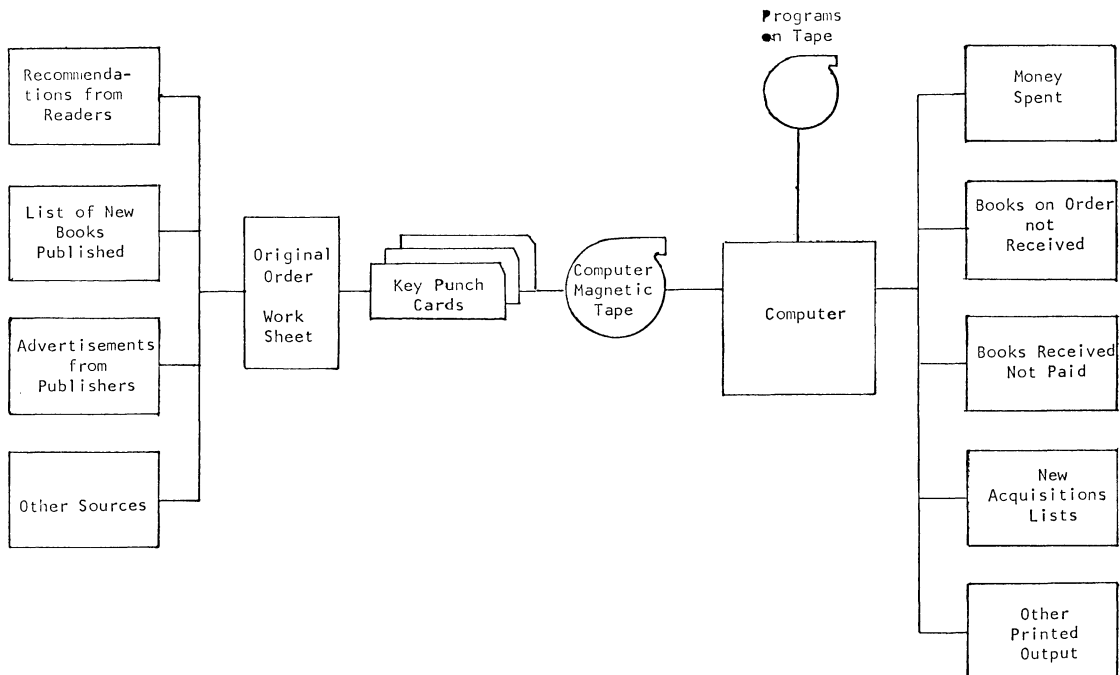 Programs
on Tape
Recommenda-
tions from
Readers
List of New
Books
Published
Advertisements
from
Publishers
Other Sources
Original
Order
Work
Sheet
Key Punch
Cards
Computer
Magnetic
Tape
Computer
Money
Spent
Books on Order
not
Received
Books Received
Not Paid
New
Acquisitions
Lists
Other
Printed
Output